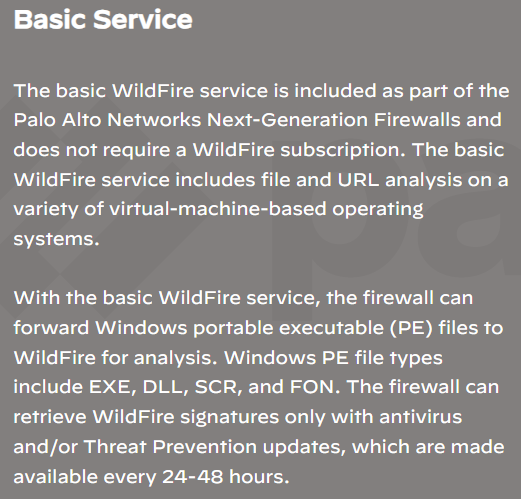 Basic Service
The basic WildFire service is included as part of the
Palo Alto Networks Next-Generation Firewalls and
does not require a WildFire subscription. The basic
WildFire service includes file and URL analysis on a
variety of virtual-machine-based operating
systems.
With the basic WildFire service, the firewall can
forward Windows portable executable (PE) files to
WildFire for analysis. Windows PE file types
include EXE, DLL, SCR, and FON. The firewall can
retrieve WildFire signatures only with antivirus
and/or Threat Prevention updates, which are made
available every 24-48 hours.
pa